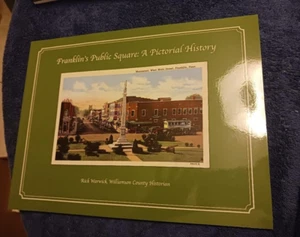 Franklin's Public Square: A Pictorial History
Rick Warwick, Williamson County Historian